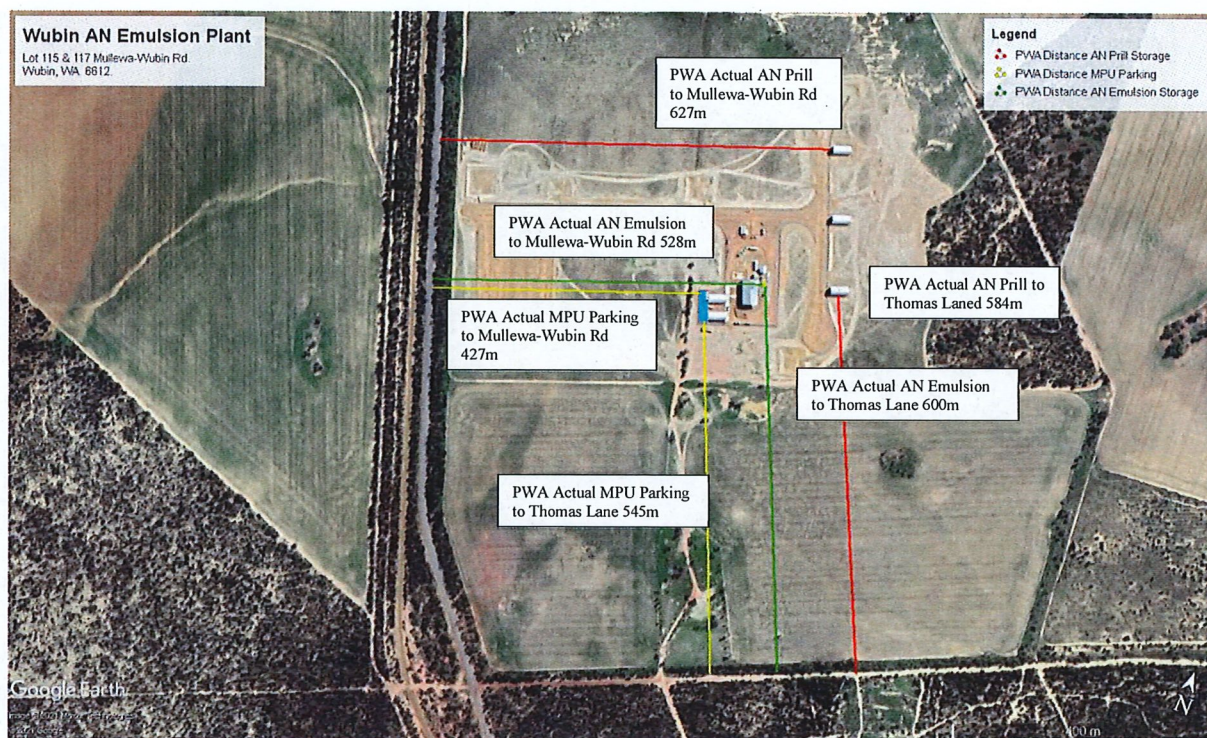 Wubin AN Emulsion Plant
Lot 115 & 117 Mullewa-Wubin Rd.
Wubin, WA. 6612.
Legend
PWA Distance AN Prill Storage
PWA Distance MPU Parking
PWA Distance AN Emulsion Storage
PWA Actual AN Prill
to Mullewa-Wubin Rd
627m
PWA Actual AN Emulsion
to Mullewa-Wubin Rd 528m
PWA Actual AN Prill to
Thomas Laned 584m
PWA Actual MPU Parking
to Mullewa-Wubin Rd
427m
PWA Actual AN Emulsion
to Thomas Lane 600m
PWA Actual MPU Parking
to Thomas Lane 545m
Google Earth
N
400 m